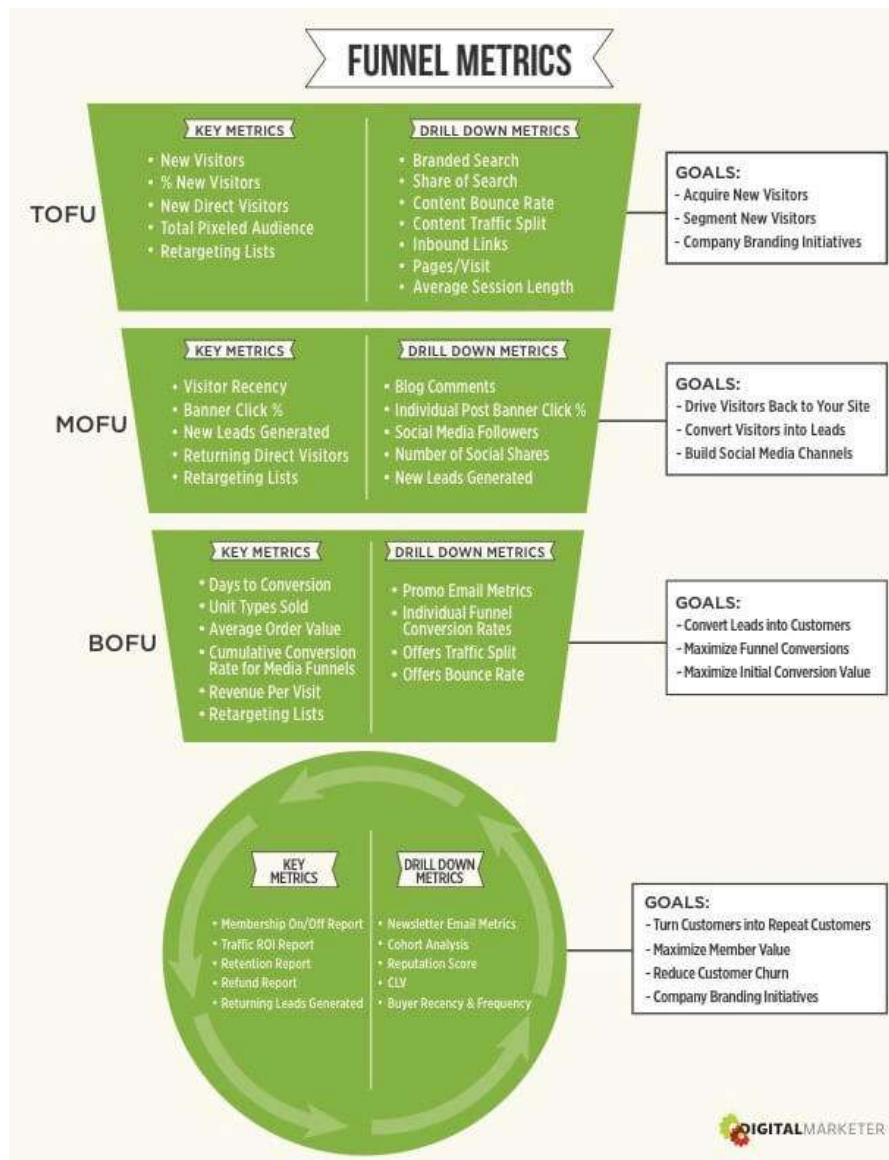 FUNNEL METRICS
TOFU
KEY METRICS
• New Visitors
• % New Visitors
• New Direct Visitors
• Total Pixeled Audience
• Retargeting Lists
DRILL DOWN METRICS
• Branded Search
• Share of Search
• Content Bounce Rate
• Content Traffic Split
• Inbound Links
• Pages/Visit
• Average Session Length
GOALS:
- Acquire New Visitors
- Segment New Visitors
- Company Branding Initiatives
MOFU
KEY METRICS
• Visitor Recency
• Banner Click %
• New Leads Generated
• Returning Direct Visitors
• Retargeting Lists
DRILL DOWN METRICS
• Blog Comments
• Individual Post Banner Click %
• Social Media Followers
• Number of Social Shares
• New Leads Generated
GOALS:
- Drive Visitors Back to Your Site
- Convert Visitors into Leads
- Build Social Media Channels
BOFU
KEY METRICS
• Days to Conversion
• Unit Types Sold
• Average Order Value
• Cumulative Conversion
Rate for Media Funnels
• Revenue Per Visit
• Retargeting Lists
DRILL DOWN METRICS
• Promo Email Metrics
• Individual Funnel
Conversion Rates
• Offers Traffic Split
• Offers Bounce Rate
GOALS:
- Convert Leads into Customers
- Maximize Funnel Conversions
- Maximize Initial Conversion Value
KEY
METRICS
• Membership On/Off Report
• Traffic ROI Report
• Retention Report
• Refund Report
• Returning Leads Generated
DRILL DOWN
METRICS
• Newsletter Email Metrics
• Cohort Analysis
• Reputation Score
• CLV
• Buyer Recency & Frequency
GOALS:
- Turn Customers into Repeat Customers
- Maximize Member Value
- Reduce Customer Churn
- Company Branding Initiatives
DIGITALMARKETER